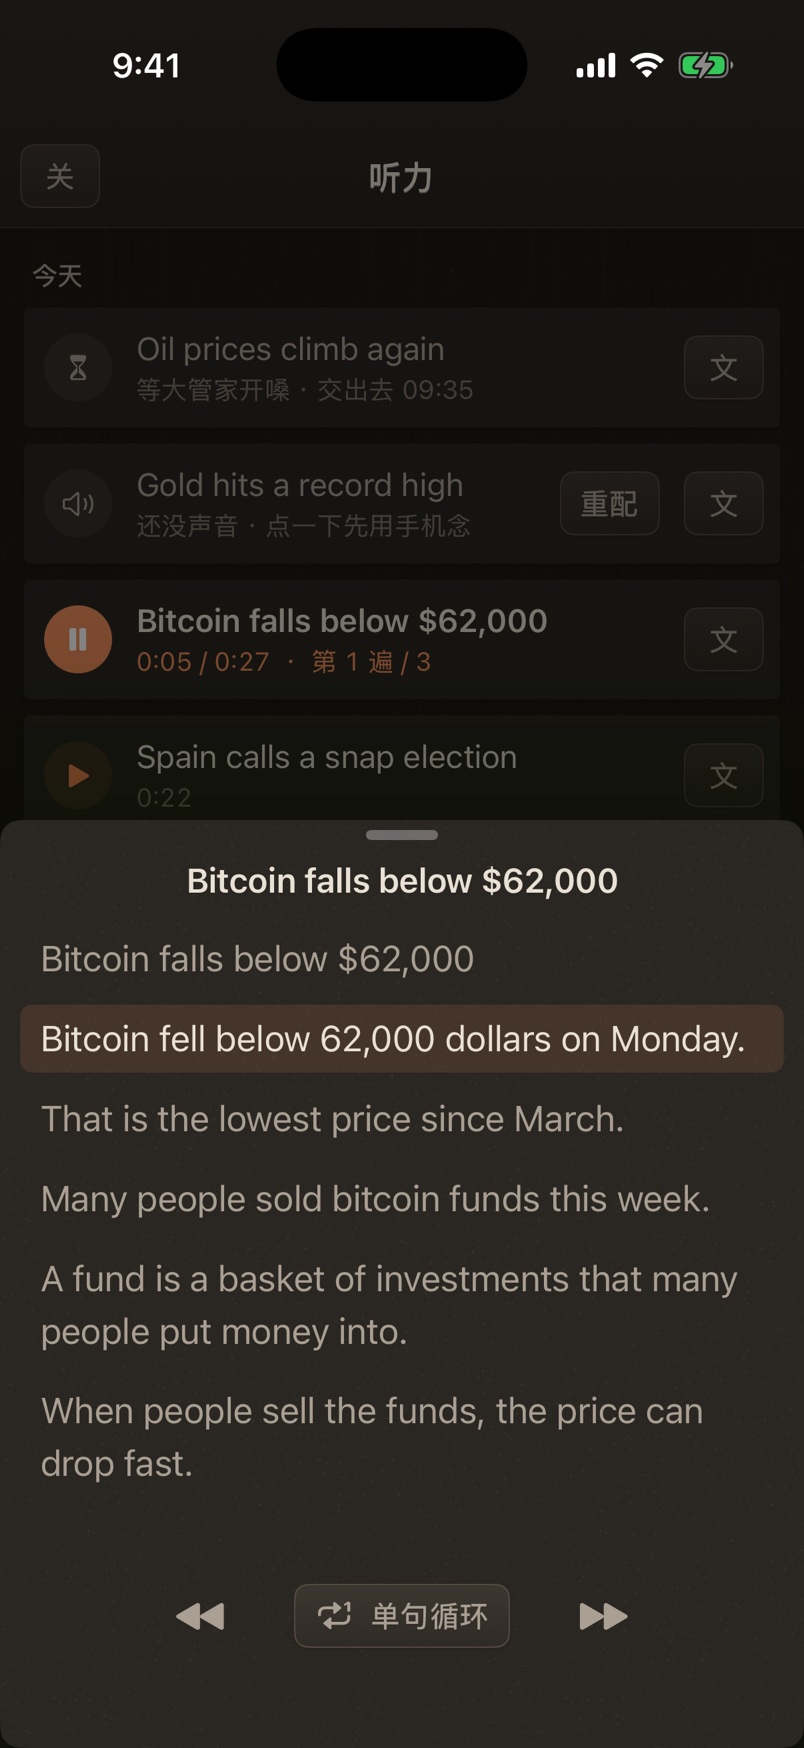 9:41
关
听力
今天
Oil prices climb again
等大管家开嗓 · 交出去 09:35
文
Gold hits a record high
还没声音 · 点一下先用手机念
重配
文
Bitcoin falls below $62,000
0:05 / 0:27 · 第 1 遍 / 3
文
Spain calls a snap election
0:22
文
Bitcoin falls below $62,000
Bitcoin falls below $62,000
Bitcoin fell below 62,000 dollars on Monday.
That is the lowest price since March.
Many people sold bitcoin funds this week.
A fund is a basket of investments that many
people put money into.
When people sell the funds, the price can
drop fast.
单句循环